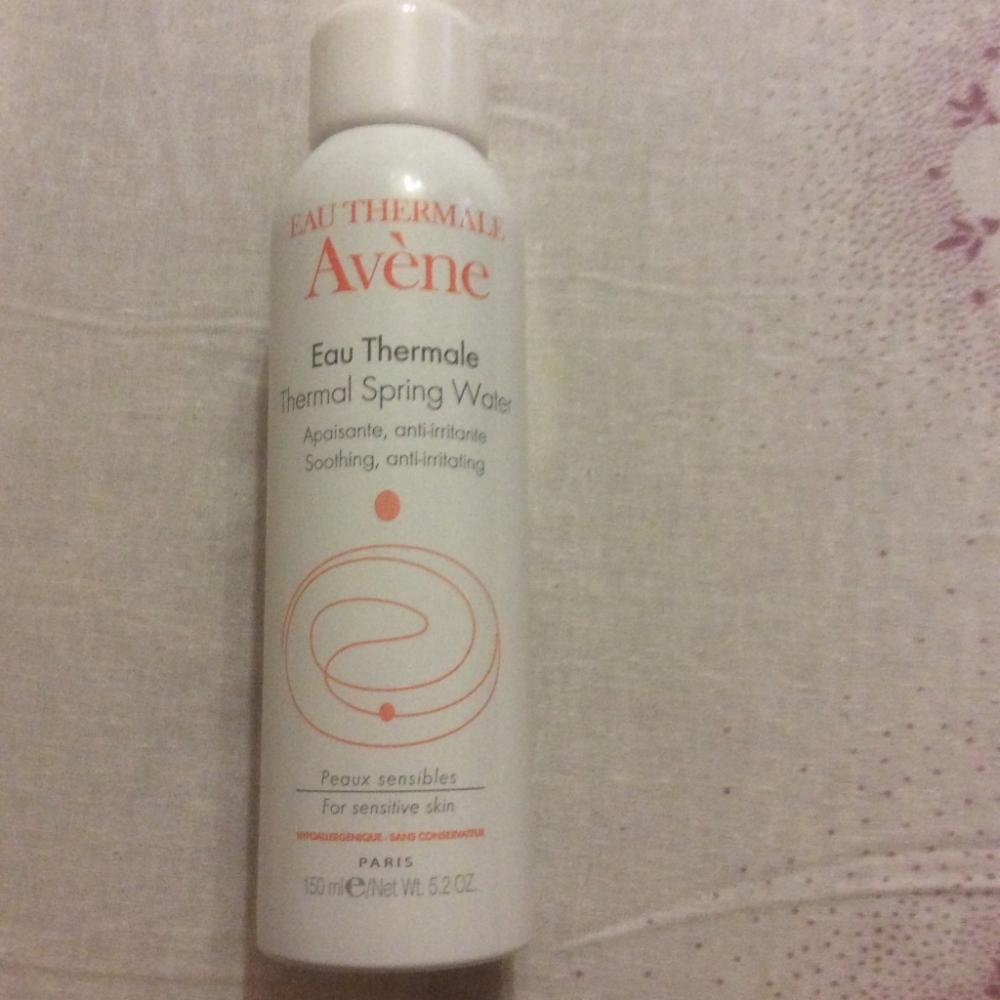 EAU THERMALE
Avène
Eau Thermale
Thermal Spring Water
Apaisante, anti-irritante
Soothing, anti-irritating
Peaux sensibles
For sensitive skin
HYPOALLERGENIQUE - SANS CONSERVATEUR
PARIS
150 ml e/Net Wt. 5.2 OZ.